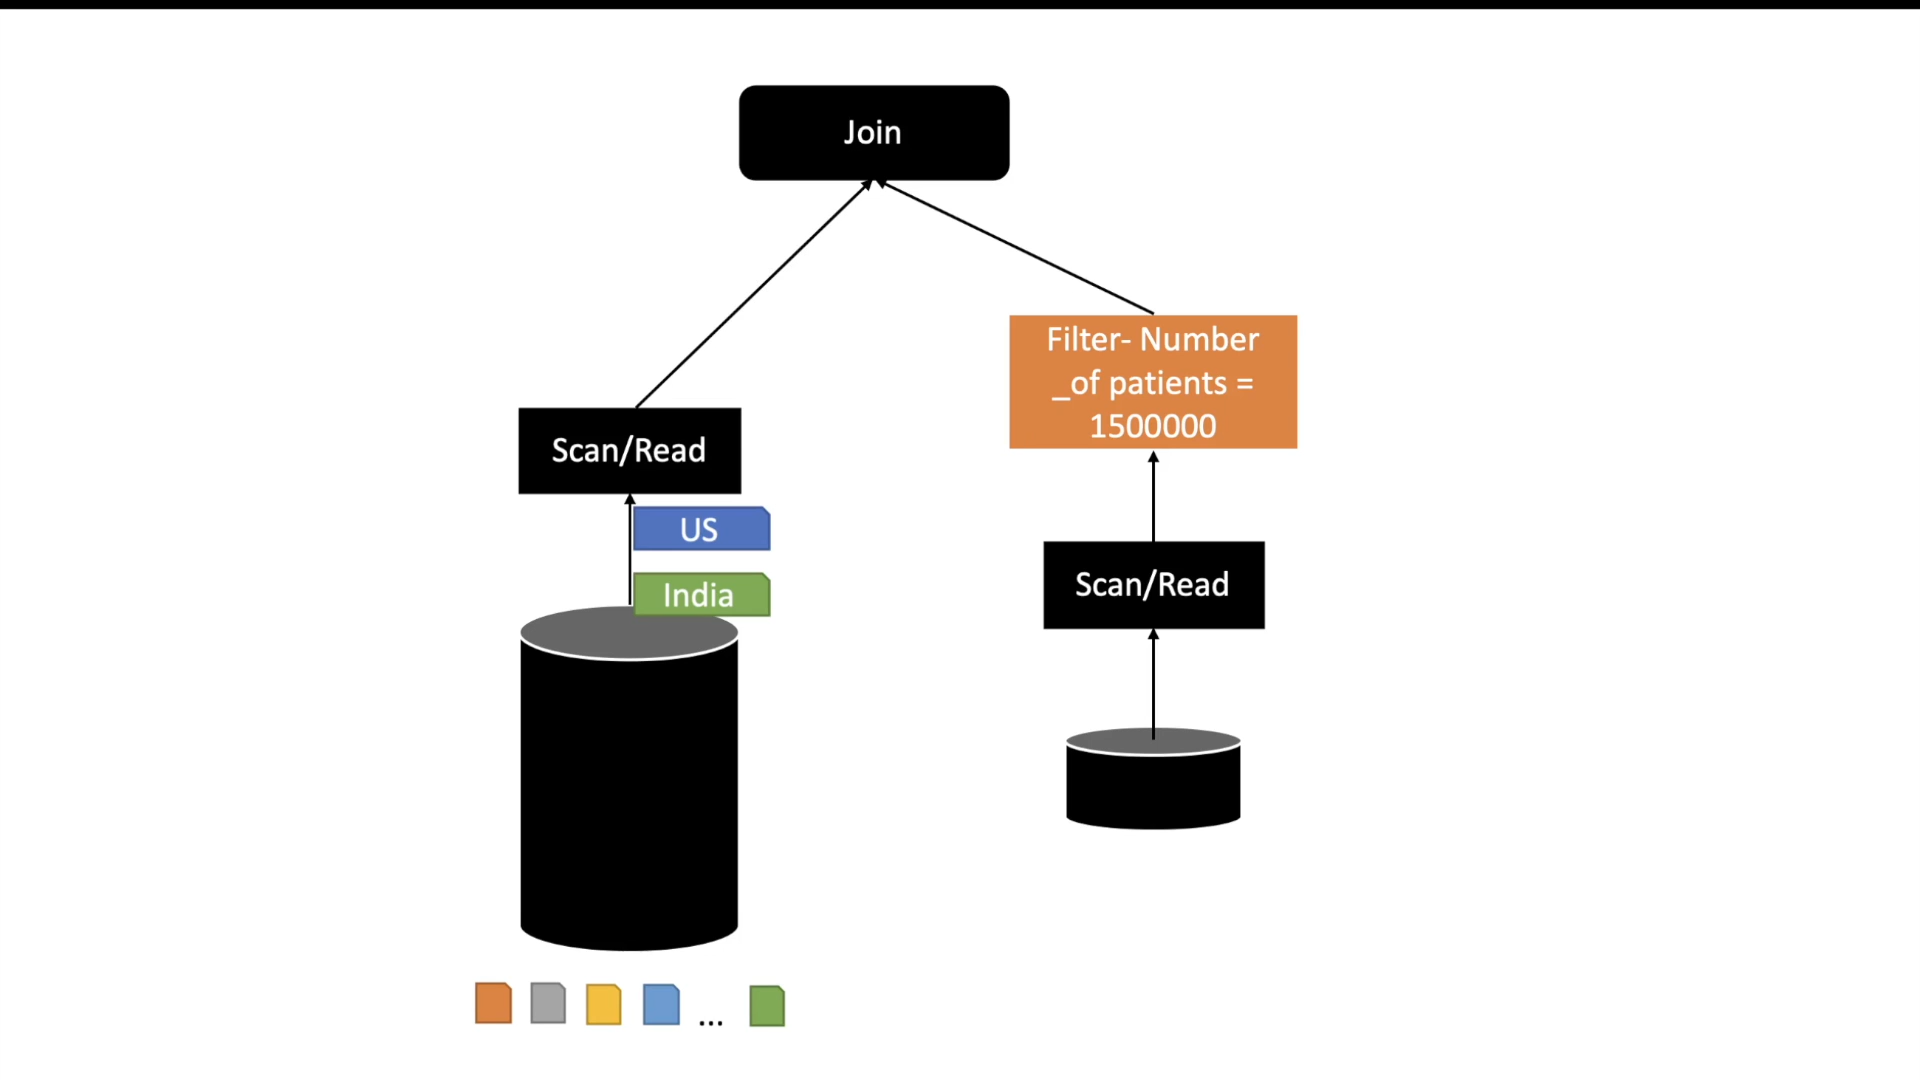 Join
Filter- Number
_of patients =
1500000
Scan/Read
US
India
Scan/Read
...